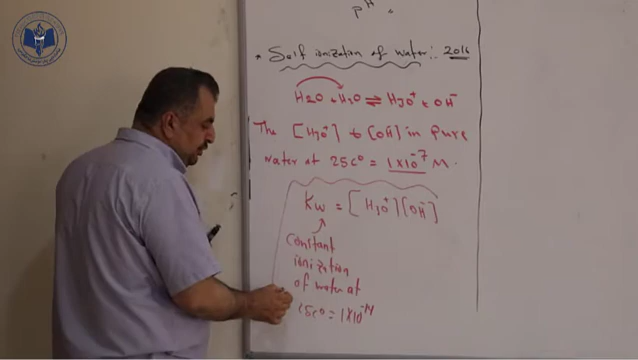 pH.
* Self ionization of water:. 2016
H2O + H2O ⇌ H3O⁺ + OH⁻
The [H3O⁺] & [OH⁻] in pure
water at 25C° = 1X10⁻⁷ M.
Kw = [H3O⁺][OH⁻]
Constant
ionization
of water at
25C° = 1X10⁻¹⁴